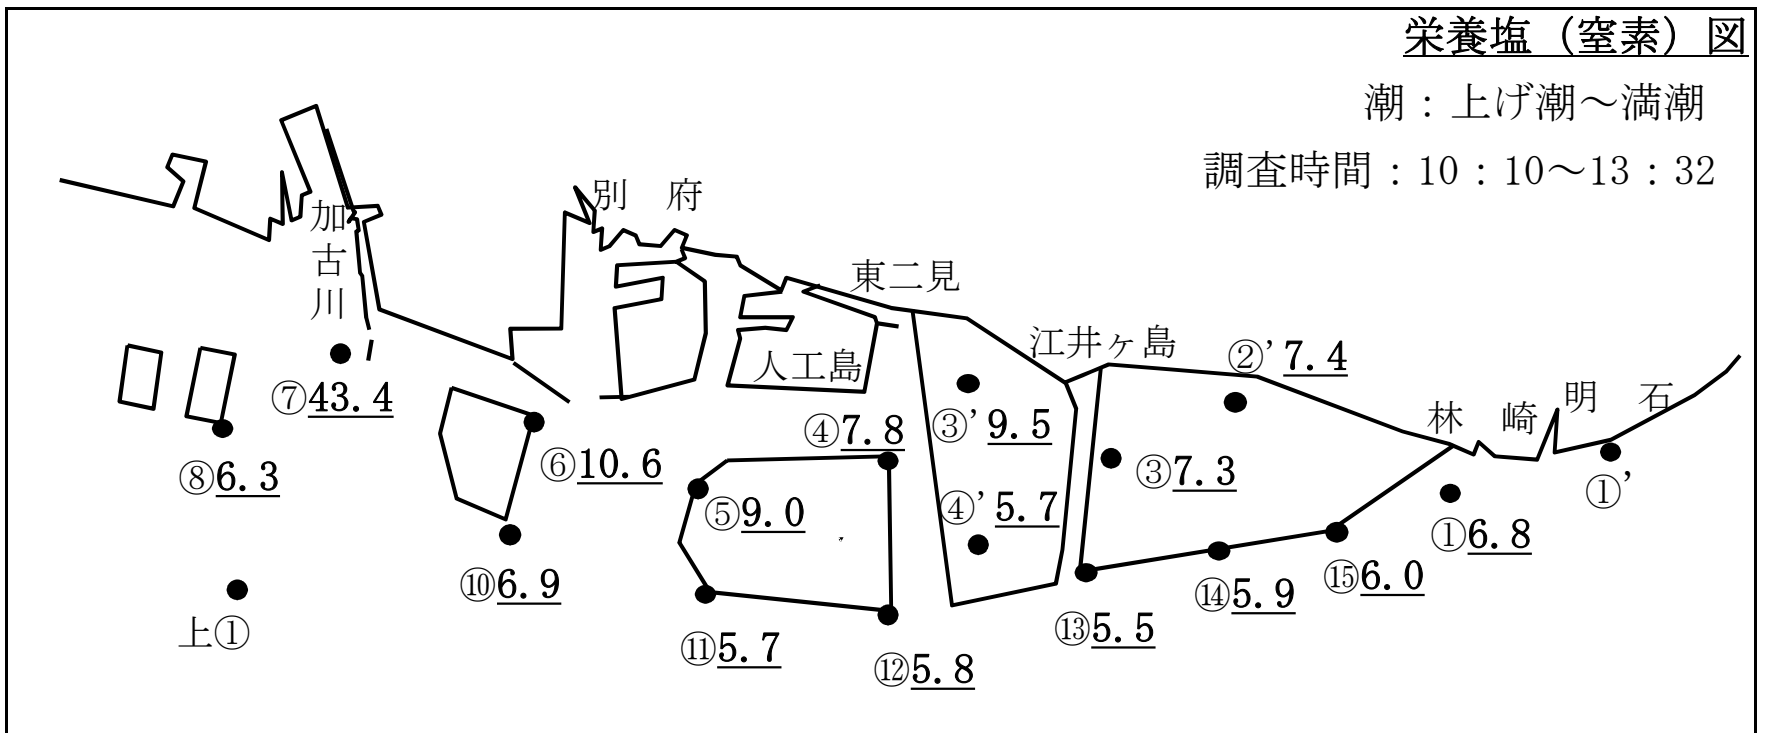 栄養塩（窒素）図
潮：上げ潮～満潮
調査時間：10：10～13：32
別 府
加古川
東二見
江井ヶ島
②' 7.4
人工島
林 崎
明 石
⑦43.4
④7.8
③' 9.5
⑧6.3
⑥10.6
③7.3
①'
⑤9.0
④' 5.7
①6.8
⑩6.9
⑮6.0
⑭5.9
上①
⑬5.5
⑪5.7
⑫5.8